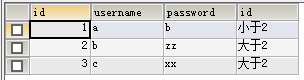 id username password id
1 a b 小于2
2 b zz 大于2
3 c xx 大于2